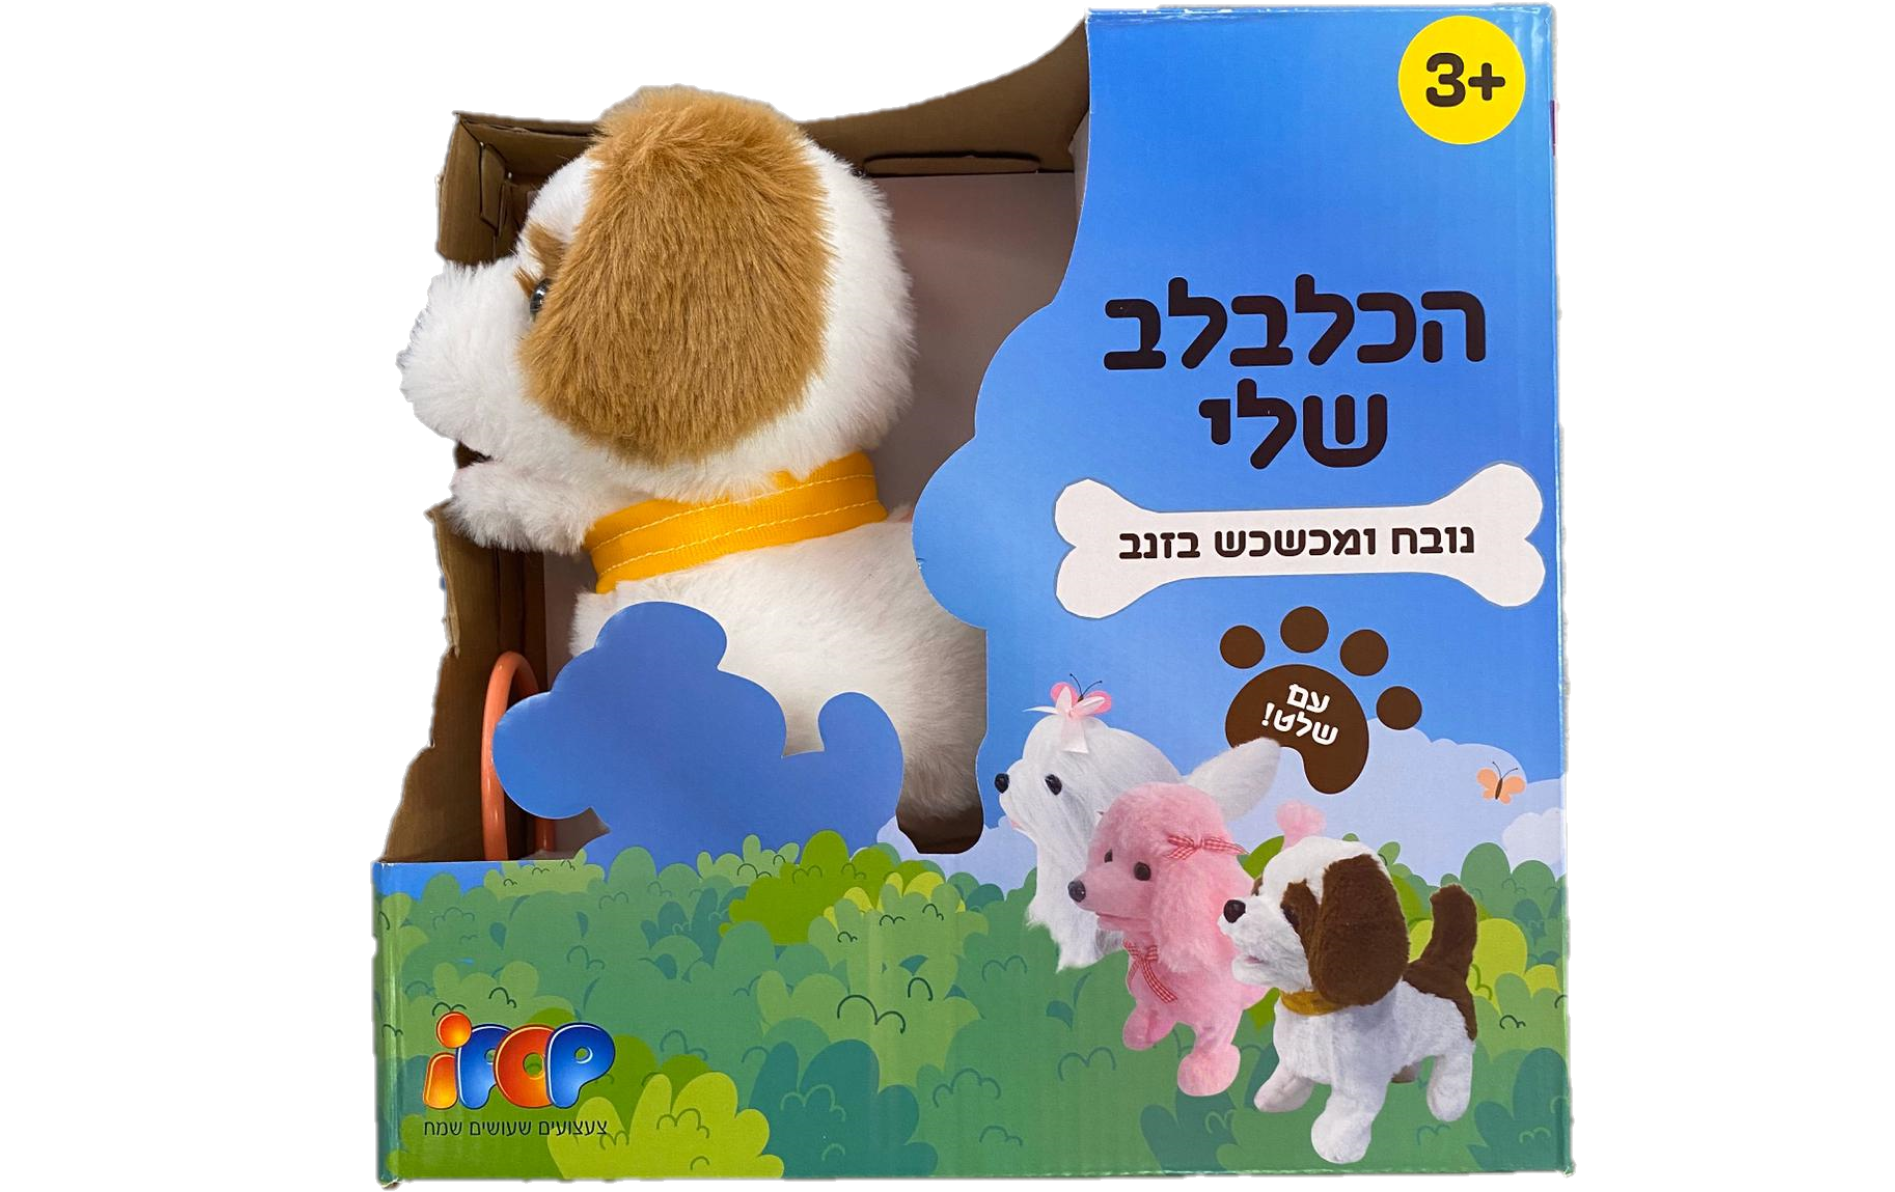 3+
הכלבלב
שלי
נובח ומכשכש בזנב
עם
שלט!
iPOP
צעצועים שעושים שמח